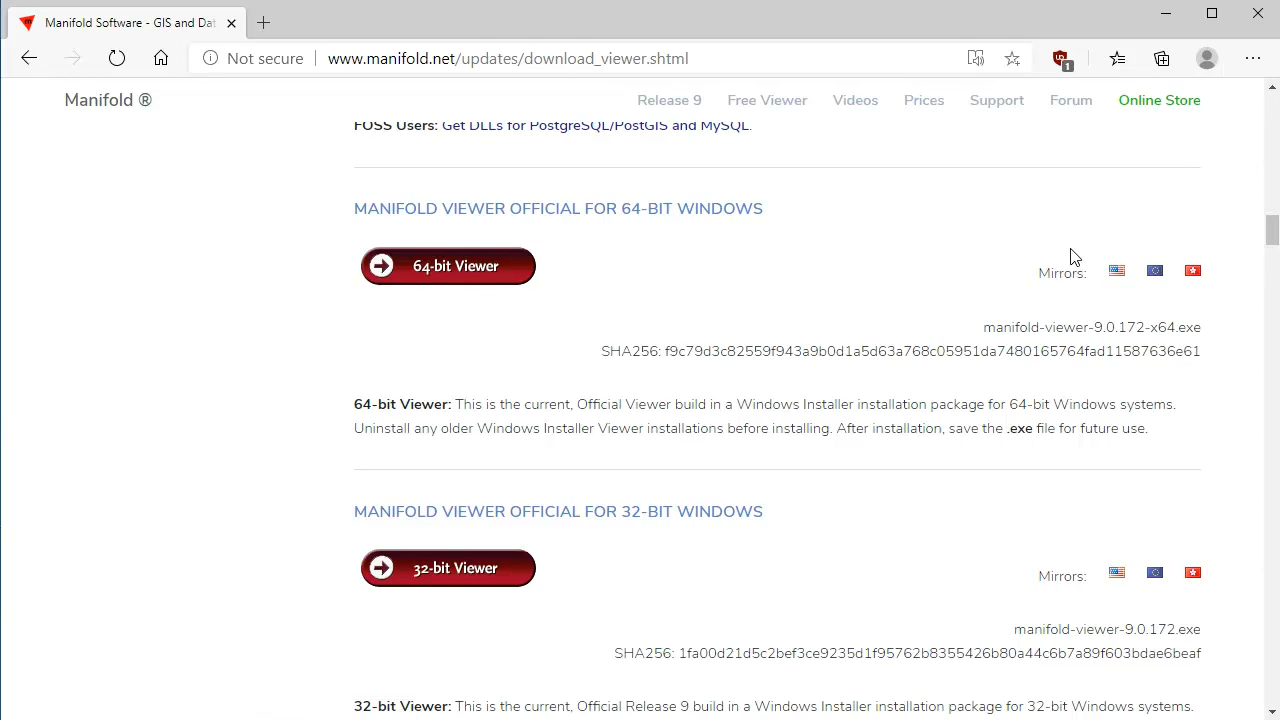 Manifold Software - GIS and Dat
Not secure
www.manifold.net/updates/download_viewer.shtml
1
Manifold ®
Release 9
Free Viewer
Videos
Prices
Support
Forum
Online Store
FOSS Users: Get DLLs for PostgreSQL/PostGIS and MySQL.
MANIFOLD VIEWER OFFICIAL FOR 64-BIT WINDOWS
64-bit Viewer
Mirrors:
manifold-viewer-9.0.172-x64.exe
SHA256: f9c79d3c82559f943a9b0d1a5d63a768c05951da7480165764fad11587636e61
64-bit Viewer: This is the current, Official Viewer build in a Windows Installer installation package for 64-bit Windows systems.
Uninstall any older Windows Installer Viewer installations before installing. After installation, save the .exe file for future use.
MANIFOLD VIEWER OFFICIAL FOR 32-BIT WINDOWS
32-bit Viewer
Mirrors:
manifold-viewer-9.0.172.exe
SHA256: 1fa00d21d5c2bef3ce9235d1f95762b8355426b80a44c6b7a89f603bdae6beaf
32-bit Viewer: This is the current, Official Release 9 build in a Windows Installer installation package for 32-bit Windows systems.